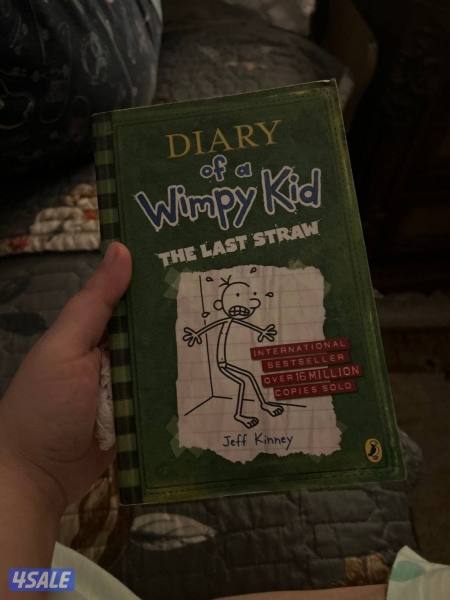 DIARY
of a
Wimpy Kid
THE LAST STRAW
INTERNATIONAL
BESTSELLER
OVER 16 MILLION
COPIES SOLD
Jeff Kinney
4SALE